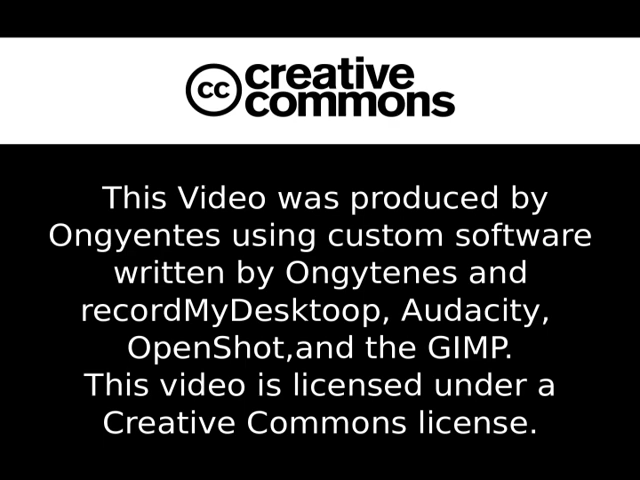 cc creative
commons
This Video was produced by
Ongyentes using custom software
written by Ongytenes and
recordMyDesktoop, Audacity,
OpenShot,and the GIMP.
This video is licensed under a
Creative Commons license.